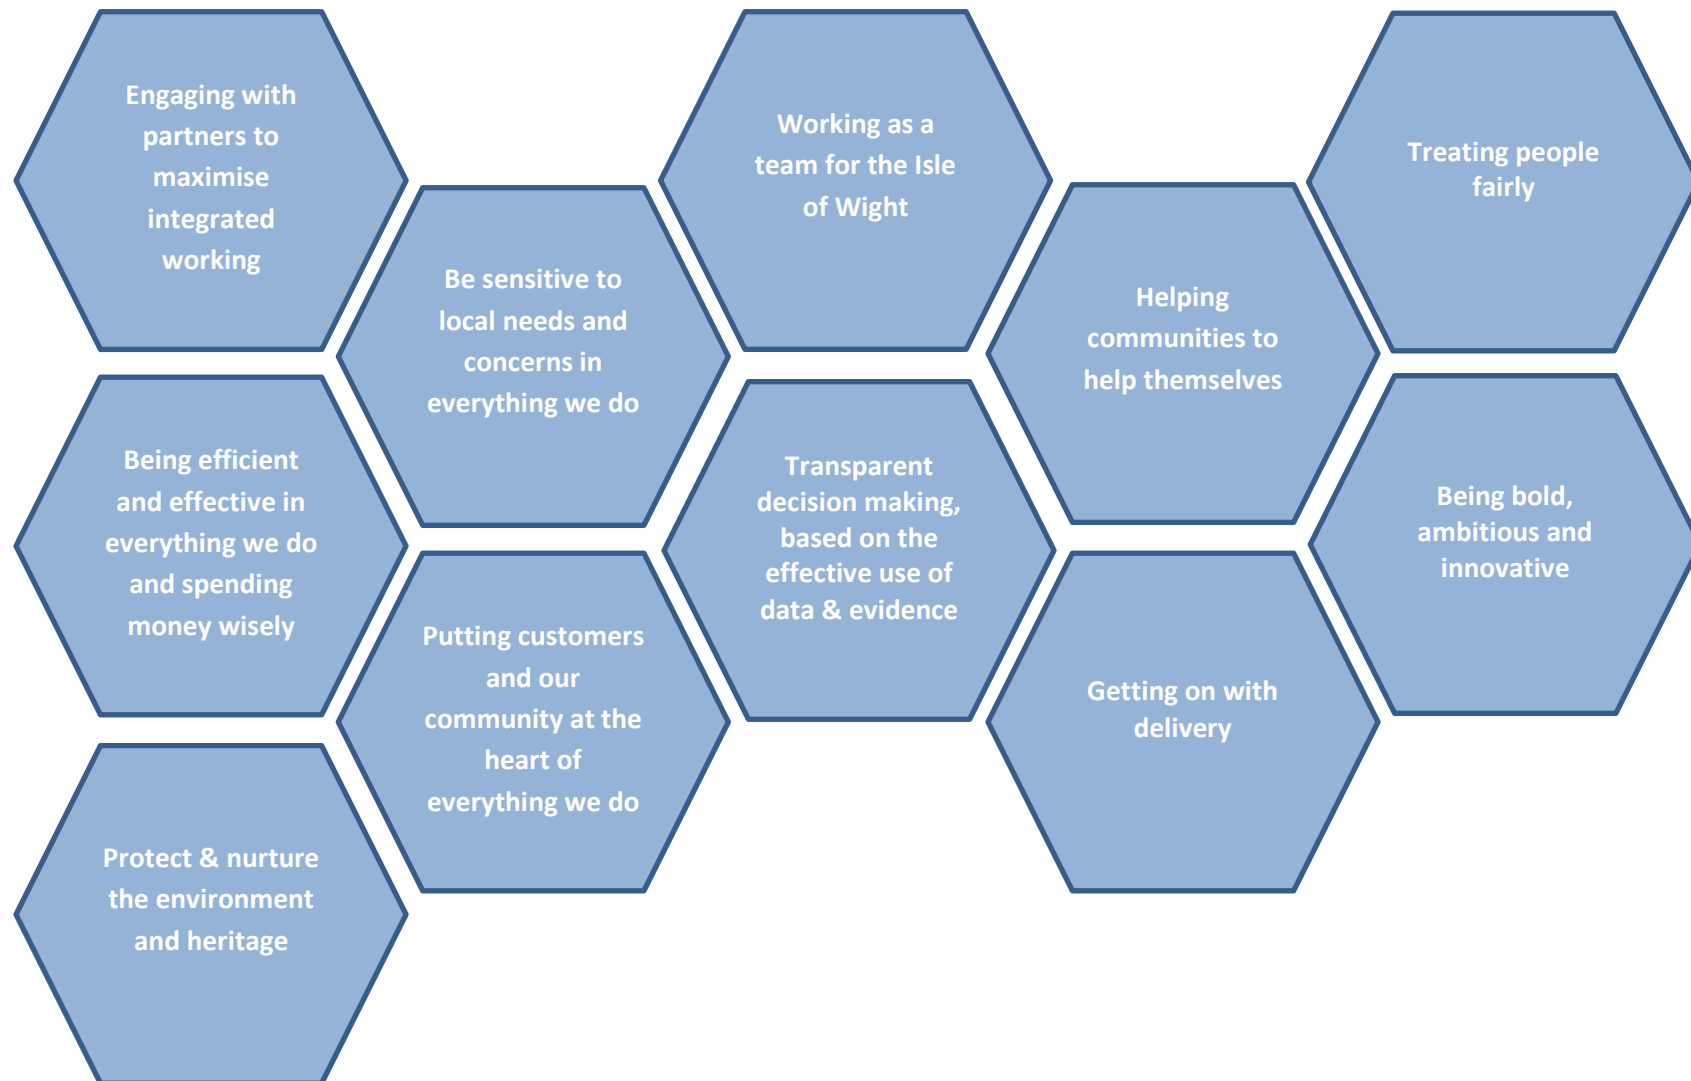 Engaging with
partners to
maximise
integrated
working
Working as a
team for the Isle
of Wight
Treating people
fairly
Be sensitive to
local needs and
concerns in
everything we do
Helping
communities to
help themselves
Being efficient
and effective in
everything we do
and spending
money wisely
Transparent
decision making,
based on the
effective use of
data & evidence
Being bold,
ambitious and
innovative
Putting customers
and our
community at the
heart of
everything we do
Getting on with
delivery
Protect & nurture
the environment
and heritage